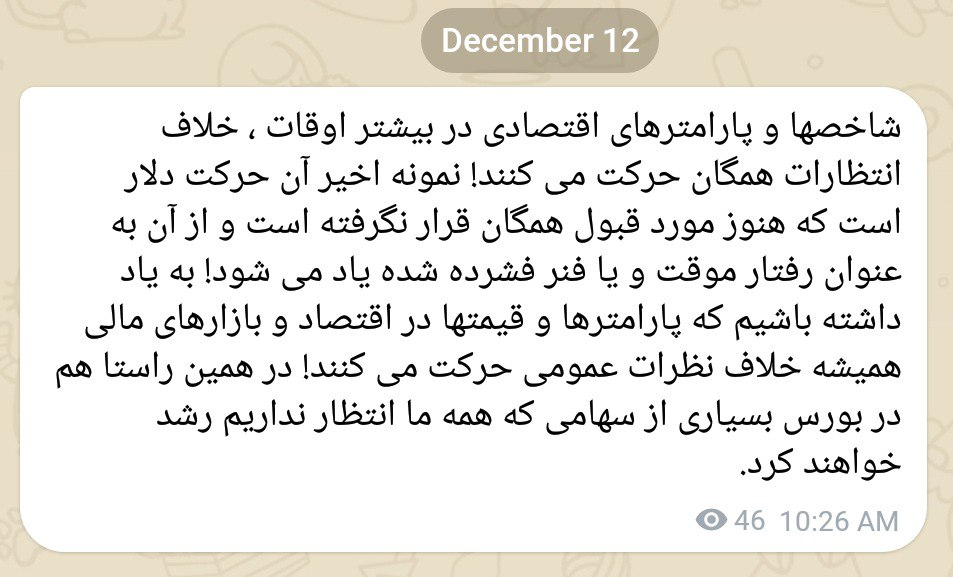 December 12
شاخصها و پارامترهای اقتصادی در بیشتر اوقات ، خلاف
انتظارات همگان حرکت می کنند! نمونه اخیر آن حرکت دلار
است که هنوز مورد قبول همگان قرار نگرفته است و از آن به
عنوان رفتار موقت و یا فنر فشرده شده یاد می شود! به یاد
داشته باشیم که پارامترها و قیمتها در اقتصاد و بازارهای مالی
همیشه خلاف نظرات عمومی حرکت می کنند! در همین راستا هم
در بورس بسیاری از سهامی که همه ما انتظار نداریم رشد
خواهند کرد.
46 10:26 AM